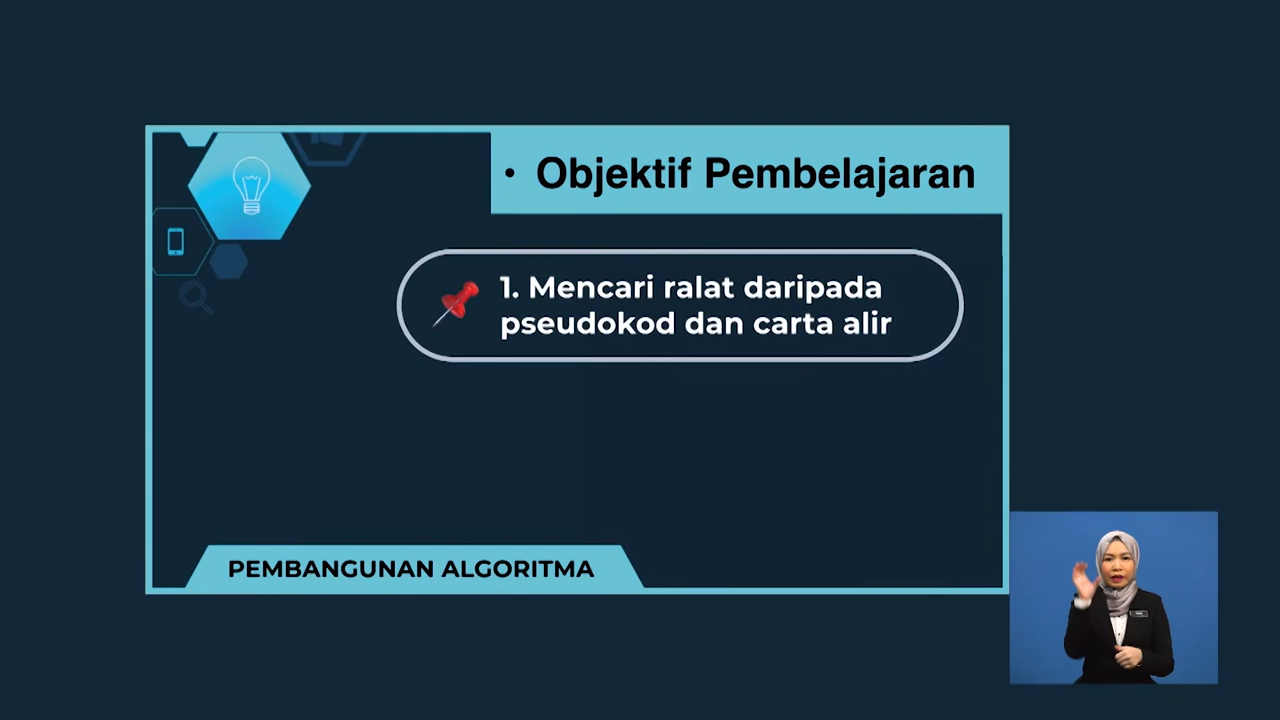 • Objektif Pembelajaran
1. Mencari ralat daripada
pseudokod dan carta alir
PEMBANGUNAN ALGORITMA